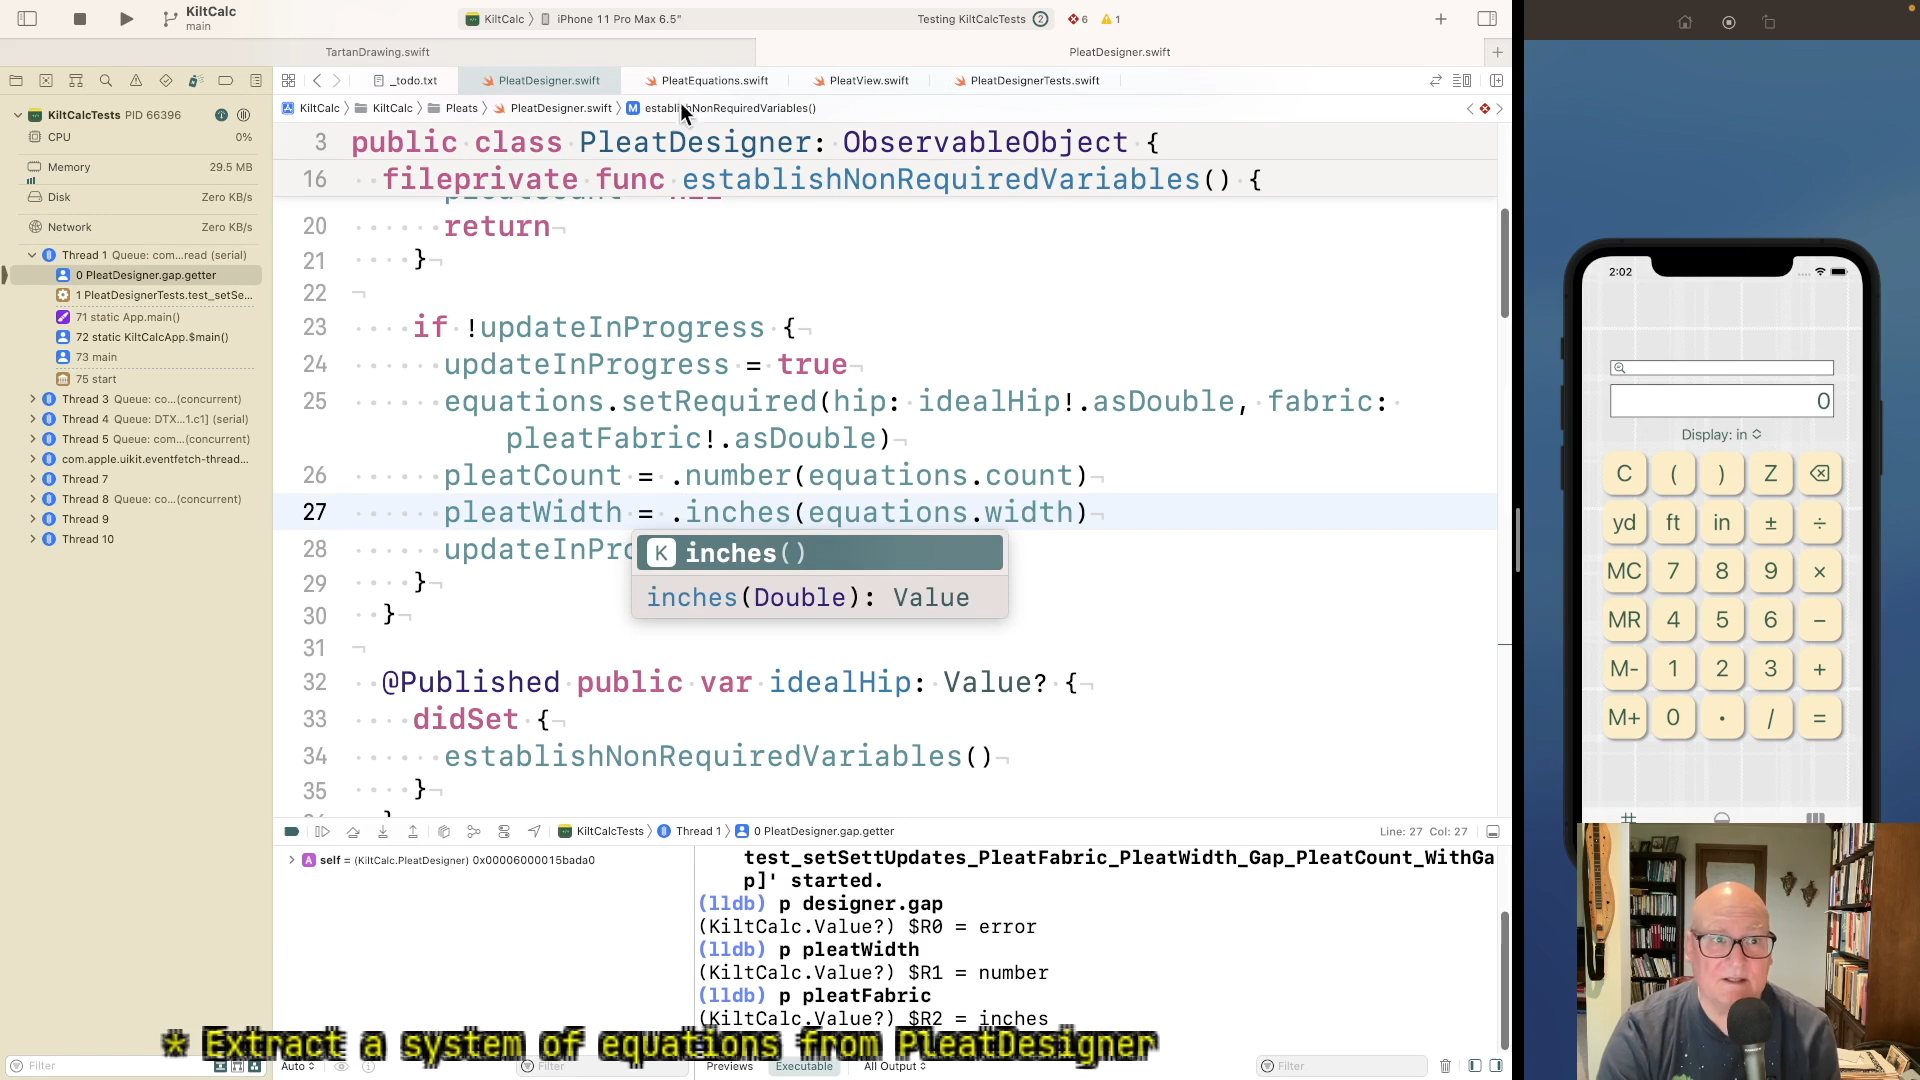 KiltCalc
main
KiltCalc
iPhone 11 Pro Max 6.5"
Testing KiltCalcTests
2
6
1
TartanDrawing.swift
PleatDesigner.swift
_todo.txt
PleatDesigner.swift
PleatEquations.swift
PleatView.swift
PleatDesignerTests.swift
KiltCalc
KiltCalc
Pleats
PleatDesigner.swift
M establishNonRequiredVariables()
KiltCalcTests PID 66396
CPU 0%
Memory 29.5 MB
Disk Zero KB/s
Network Zero KB/s
Thread 1 Queue: com...read (serial)
0 PleatDesigner.gap.getter
1 PleatDesignerTests.test_setSe...
71 static App.main()
72 static KiltCalcApp.$main()
73 main
75 start
Thread 3 Queue: co...(concurrent)
Thread 4 Queue: DTX...1.c1] (serial)
Thread 5 Queue: com...(concurrent)
com.apple.uikit.eventfetch-thread...
Thread 7
Thread 8 Queue: co...(concurrent)
Thread 9
Thread 10
3 public class PleatDesigner: ObservableObject {
16 fileprivate func establishNonRequiredVariables() {
20 return
21 }
22
23 if !updateInProgress {
24 updateInProgress = true
25 equations.setRequired(hip: idealHip!.asDouble, fabric:
pleatFabric!.asDouble)
26 pleatCount = .number(equations.count)
27 pleatWidth = .inches(equations.width)
28 updateInPro
K inches()
inches(Double): Value
29 }
30 }
31
32 @Published public var idealHip: Value? {
33 didSet {
34 establishNonRequiredVariables()
35 }
KiltCalcTests
Thread 1
0 PleatDesigner.gap.getter
Line: 27 Col: 27
A self = (KiltCalc.PleatDesigner) 0x00006000015bada0
test_setSettUpdates_PleatFabric_PleatWidth_Gap_PleatCount_WithGa
p]' started.
(lldb) p designer.gap
(KiltCalc.Value?) $R0 = error
(lldb) p pleatWidth
(KiltCalc.Value?) $R1 = number
(lldb) p pleatFabric
(KiltCalc.Value?) $R2 = inches
* Extract a system of equations from PleatDesigner
Filter
Auto
Filter
Previews
Executable
All Output
Filter
2:02
0
Display: in
C ( ) Z
yd ft in ± ÷
MC 7 8 9 ×
MR 4 5 6 −
M- 1 2 3 +
M+ 0 . / =